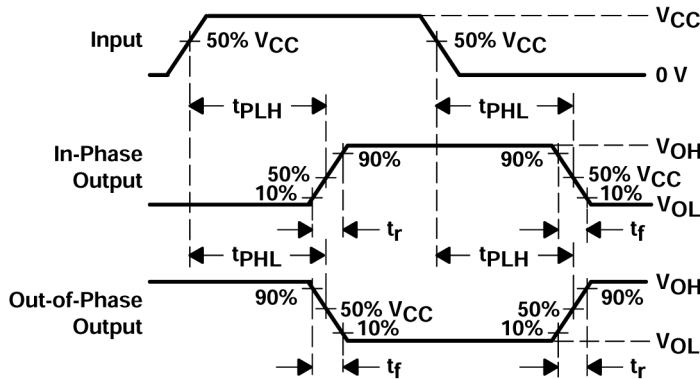 VCC
Input
50% VCC
50% VCC
0 V
tPLH
tPHL
In-Phase
Output
VOH
90%
90%
50%
50% VCC
10%
10%
VOL
tr
tf
tPHL
tPLH
Out-of-Phase
Output
VOH
90%
90%
50% VCC
50%
10%
10%
VOL
tf
tr